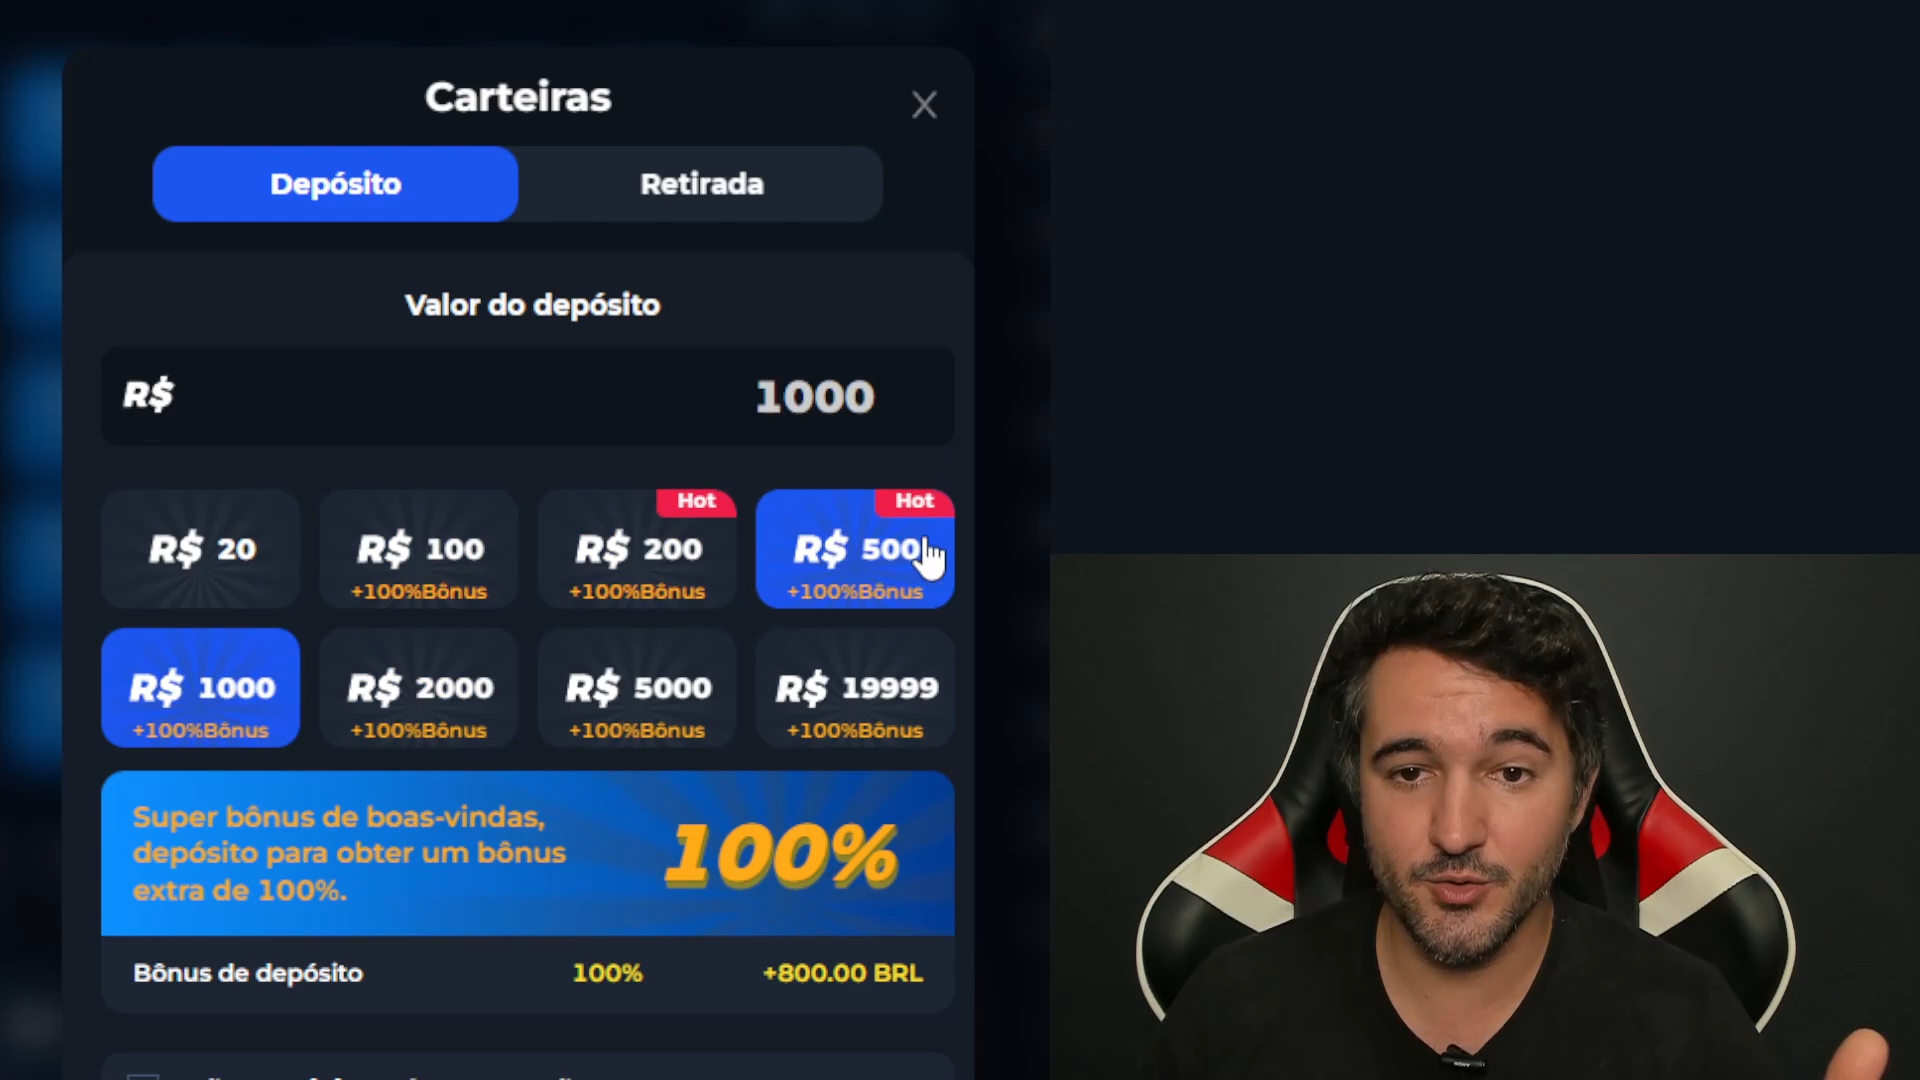 Carteiras
Depósito
Retirada
Valor do depósito
R$ 1000
R$ 20
R$ 100
+100%Bônus
Hot
R$ 200
+100%Bônus
Hot
R$ 500
+100%Bônus
R$ 1000
+100%Bônus
R$ 2000
+100%Bônus
R$ 5000
+100%Bônus
R$ 19999
+100%Bônus
Super bônus de boas-vindas,
depósito para obter um bônus
extra de 100%.
100%
Bônus de depósito 100% +800.00 BRL